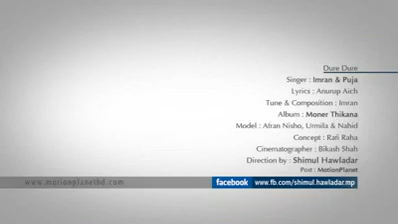 Dure Dure
Singer : Imran & Puja
Lyrics : Anurup Aich
Tune & Composition : Imran
Album : Moner Thikana
Model : Afran Nisho, Urmila & Nahid
Concept : Rafi Raha
Cinematographer : Bikash Shah
Direction by : Shimul Hawladar
Post : MotionPlanet
www.motionplanetbd.com
facebook www.fb.com/shimul.hawladar.mp